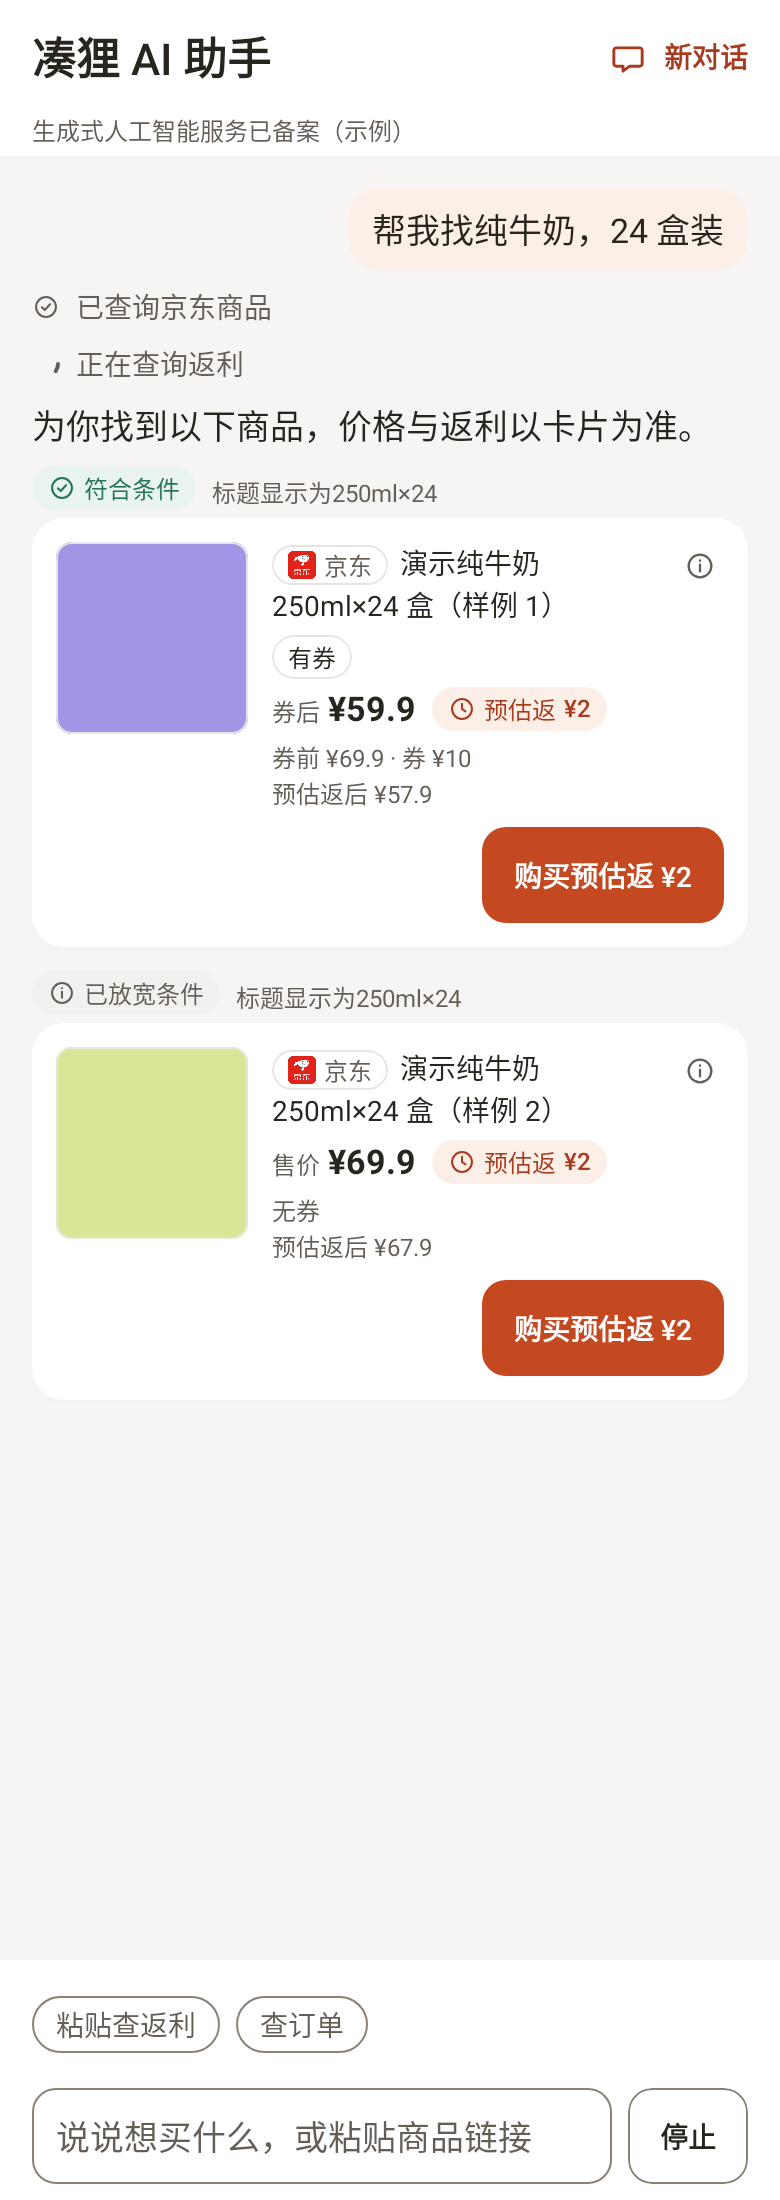 凑狸 AI 助手
新对话
生成式人工智能服务已备案（示例）
帮我找纯牛奶，24 盒装
已查询京东商品
正在查询返利
为你找到以下商品，价格与返利以卡片为准。
符合条件 标题显示为250ml×24
京东 京东 演示纯牛奶
250ml×24 盒（样例 1）
有券
券后 ¥59.9 预估返 ¥2
券前 ¥69.9 · 券 ¥10
预估返后 ¥57.9
购买预估返 ¥2
已放宽条件 标题显示为250ml×24
京东 京东 演示纯牛奶
250ml×24 盒（样例 2）
售价 ¥69.9 预估返 ¥2
无券
预估返后 ¥67.9
购买预估返 ¥2
粘贴查返利 查订单
说说想买什么，或粘贴商品链接 停止